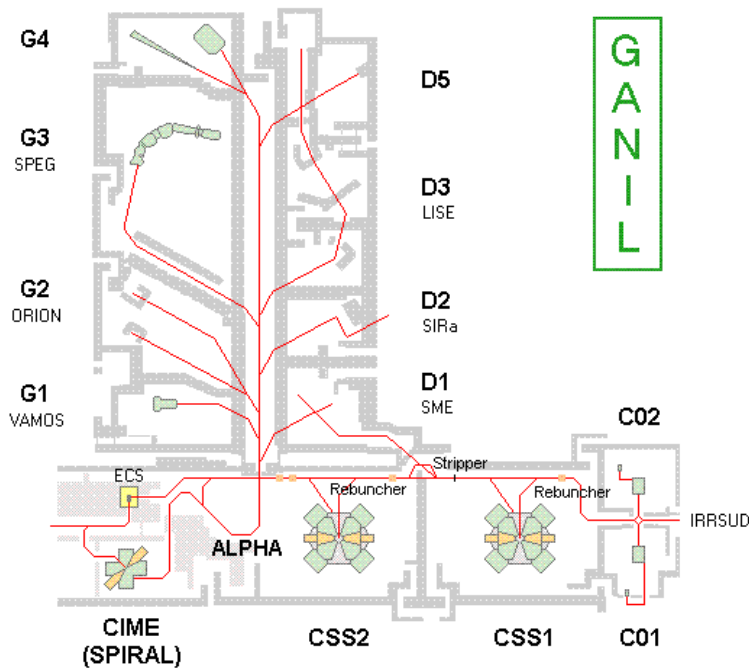 G4
G3
SPEG
G2
ORION
G1
VAMOS
D5
D3
LISE
D2
SIRa
D1
SME
G
A
N
I
L
C02
ECS
Stripper
Rebuncher
Rebuncher
IRRSUD
ALPHA
CIME
(SPIRAL)
CSS2
CSS1
C01